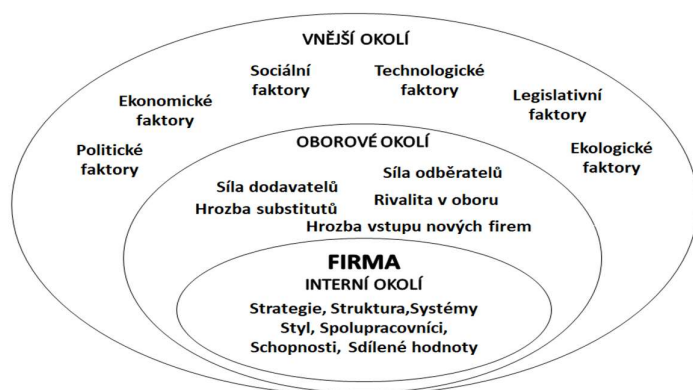 VNĚJŠÍ OKOLÍ
Sociální
faktory
Technologické
faktory
Ekonomické
faktory
Legislativní
faktory
Politické
faktory
Ekologické
faktory
OBOROVÉ OKOLÍ
Síla odběratelů
Síla dodavatelů
Rivalita v oboru
Hrozba substitutů
Hrozba vstupu nových firem
FIRMA
INTERNÍ OKOLÍ
Strategie, Struktura,Systémy
Styl, Spolupracovníci,
Schopnosti, Sdílené hodnoty